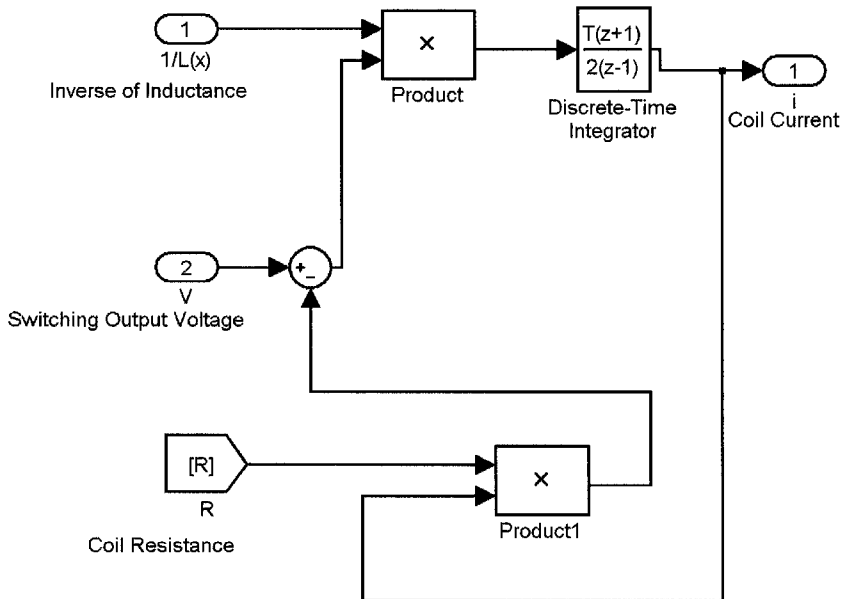 1
1/L(x)
Inverse of Inductance
×
Product
T(z+1)
2(z-1)
Discrete-Time
Integrator
1
i
Coil Current
2
V
Switching Output Voltage
+
−
[R]
R
Coil Resistance
×
Product1